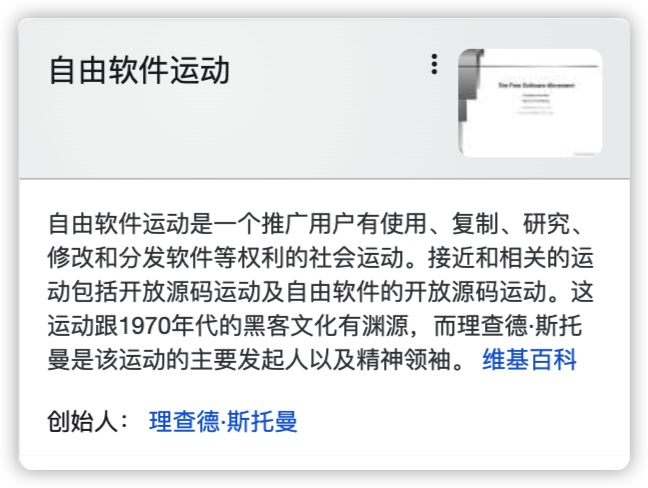 自由软件运动
The Free Software Movement
自由软件运动是一个推广用户有使用、复制、研究、
修改和分发软件等权利的社会运动。接近和相关的运
动包括开放源码运动及自由软件的开放源码运动。这
运动跟1970年代的黑客文化有渊源，而理查德·斯托
曼是该运动的主要发起人以及精神领袖。 维基百科
创始人： 理查德·斯托曼